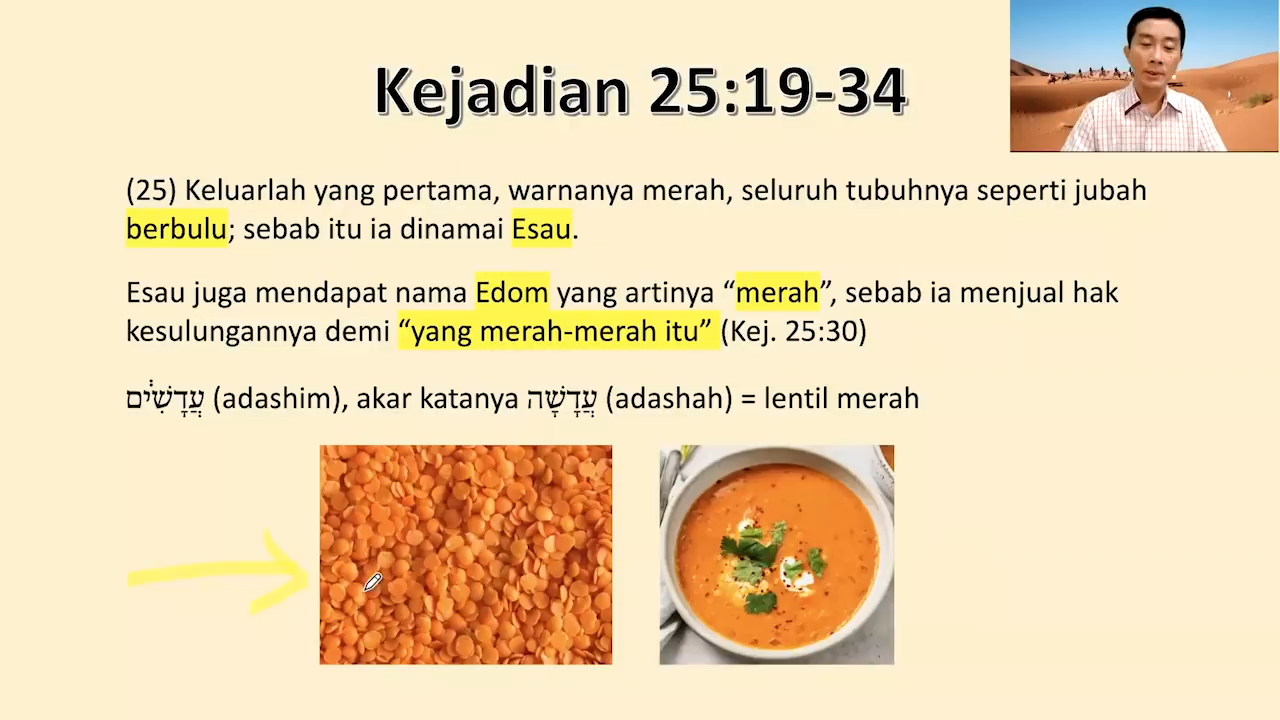 Kejadian 25:19-34
(25) Keluarlah yang pertama, warnanya merah, seluruh tubuhnya seperti jubah
berbulu; sebab itu ia dinamai Esau.
Esau juga mendapat nama Edom yang artinya “merah”, sebab ia menjual hak
kesulungannya demi “yang merah-merah itu” (Kej. 25:30)
עֲדָשִׁ֔ים (adashim), akar katanya עֲדָשָׁה (adashah) = lentil merah